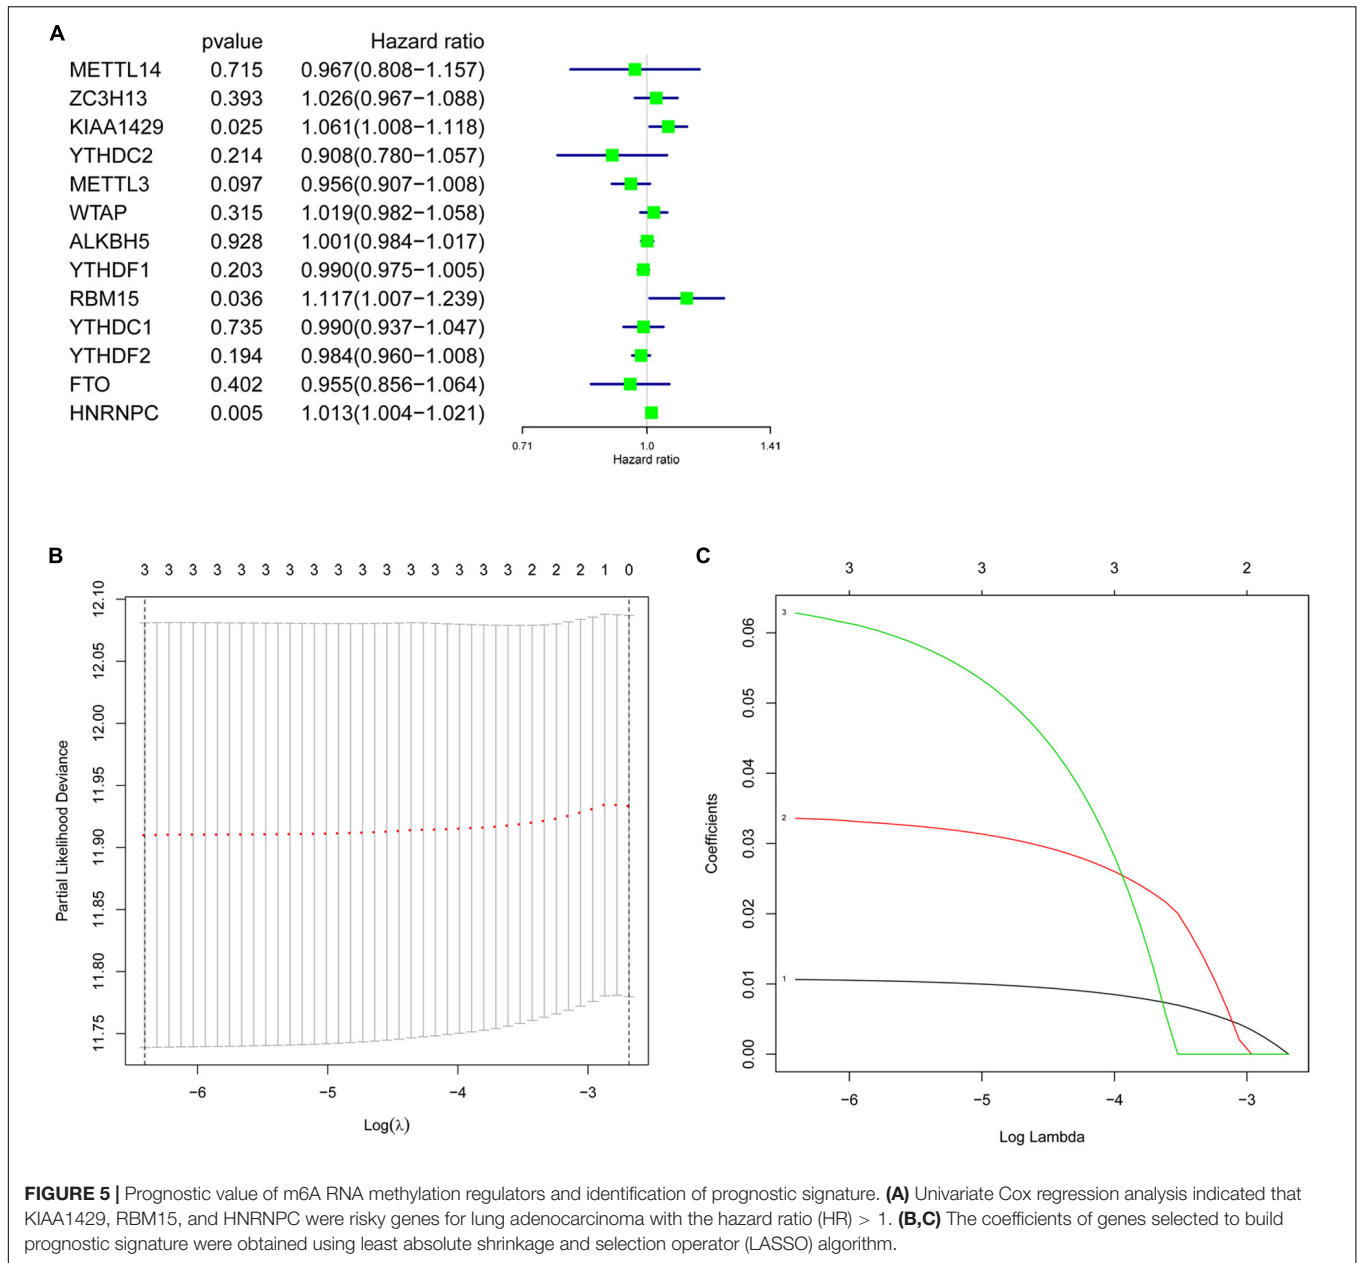 A
pvalue Hazard ratio
METTL14 0.715 0.967(0.808−1.157)
ZC3H13 0.393 1.026(0.967−1.088)
KIAA1429 0.025 1.061(1.008−1.118)
YTHDC2 0.214 0.908(0.780−1.057)
METTL3 0.097 0.956(0.907−1.008)
WTAP 0.315 1.019(0.982−1.058)
ALKBH5 0.928 1.001(0.984−1.017)
YTHDF1 0.203 0.990(0.975−1.005)
RBM15 0.036 1.117(1.007−1.239)
YTHDC1 0.735 0.990(0.937−1.047)
YTHDF2 0.194 0.984(0.960−1.008)
FTO 0.402 0.955(0.856−1.064)
HNRNPC 0.005 1.013(1.004−1.021)
0.71 1.0 1.41
Hazard ratio
B
3 3 3 3 3 3 3 3 3 3 3 3 3 3 3 3 2 2 2 1 0
12.10
12.05
12.00
11.95
11.90
11.85
11.80
11.75
Partial Likelihood Deviance
−6 −5 −4 −3
Log(λ)
C
3 3 3 2
0.06
0.05
0.04
0.03
0.02
0.01
0.00
Coefficients
3
2
1
−6 −5 −4 −3
Log Lambda
FIGURE 5 | Prognostic value of m6A RNA methylation regulators and identification of prognostic signature. (A) Univariate Cox regression analysis indicated that
KIAA1429, RBM15, and HNRNPC were risky genes for lung adenocarcinoma with the hazard ratio (HR) > 1. (B,C) The coefficients of genes selected to build
prognostic signature were obtained using least absolute shrinkage and selection operator (LASSO) algorithm.